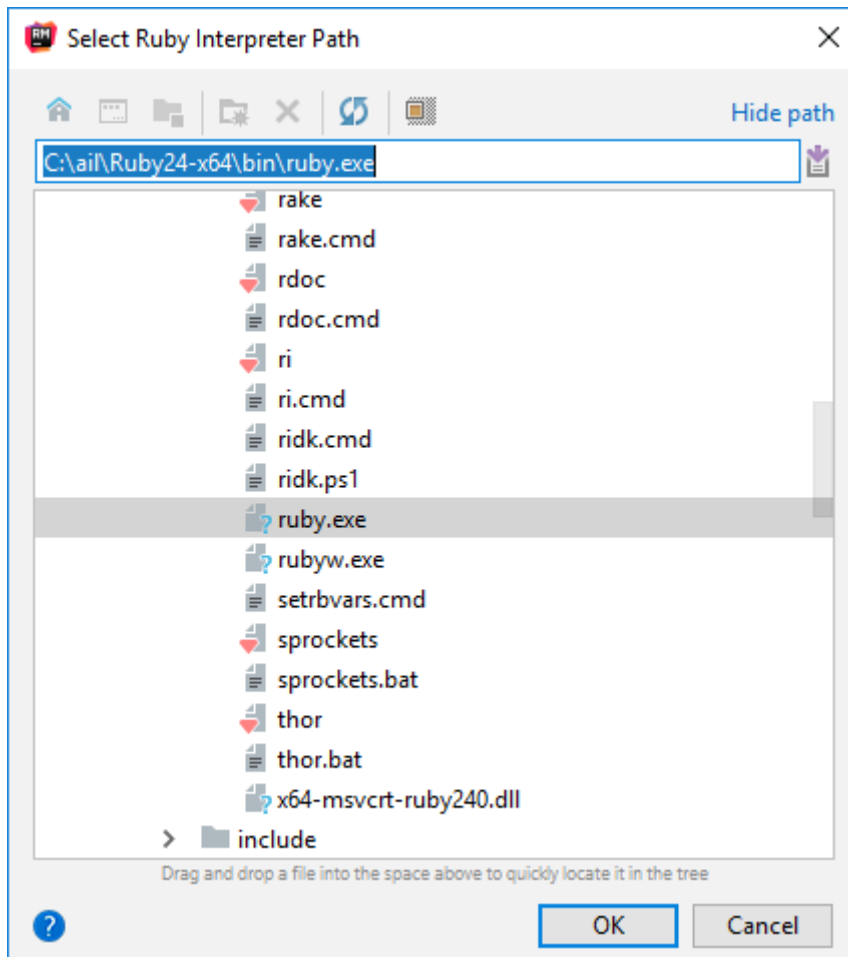 RM
Select Ruby Interpreter Path
Hide path
C:\ail\Ruby24-x64\bin\ruby.exe
rake
rake.cmd
rdoc
rdoc.cmd
ri
ri.cmd
ridk.cmd
ridk.ps1
ruby.exe
rubyw.exe
setrbvars.cmd
sprockets
sprockets.bat
thor
thor.bat
x64-msvcrt-ruby240.dll
include
Drag and drop a file into the space above to quickly locate it in the tree
? OK Cancel